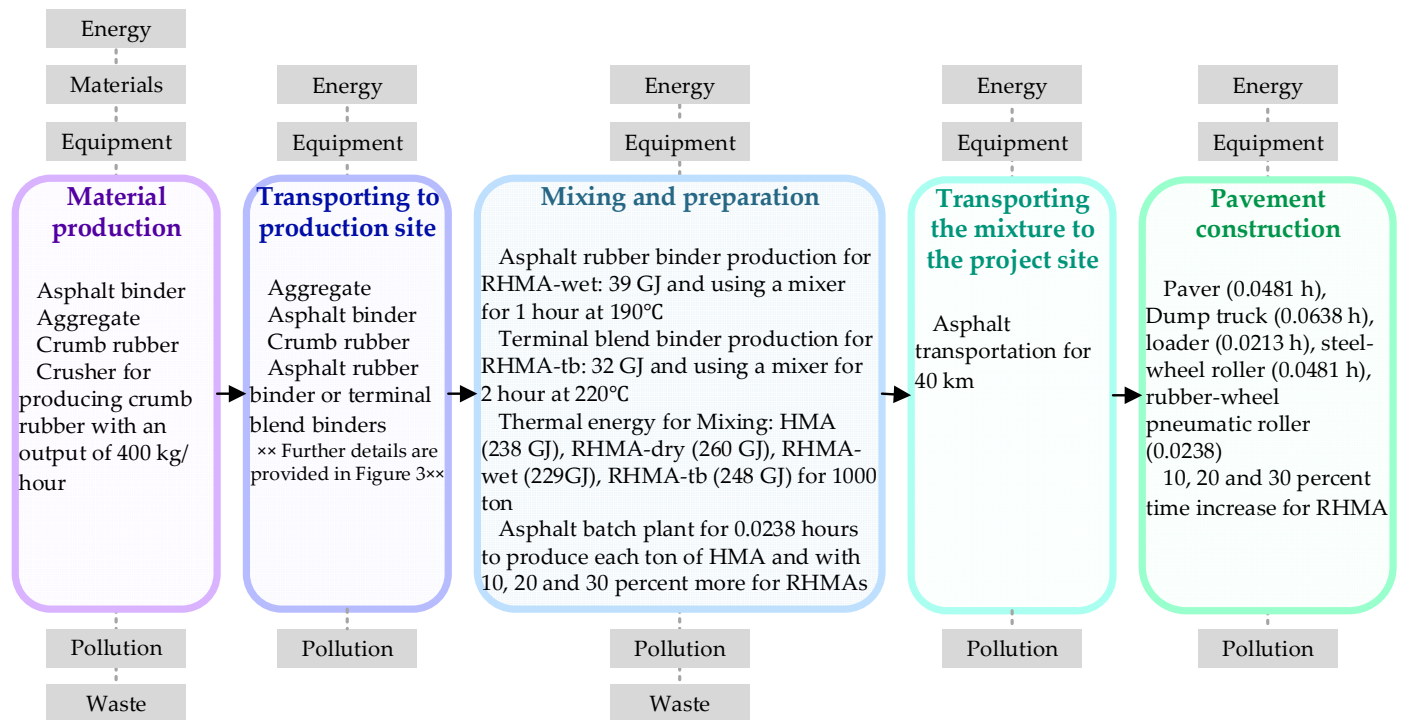 Energy
Materials
Equipment
Material
production
Asphalt binder
Aggregate
Crumb rubber
Crusher for
producing crumb
rubber with an
output of 400 kg/
hour
Pollution
Waste
Energy
Equipment
Transporting to
production site
Aggregate
Asphalt binder
Crumb rubber
Asphalt rubber
binder or terminal
blend binders
×× Further details are
provided in Figure 3××
Pollution
Energy
Equipment
Mixing and preparation
Asphalt rubber binder production for
RHMA-wet: 39 GJ and using a mixer
for 1 hour at 190℃
Terminal blend binder production for
RHMA-tb: 32 GJ and using a mixer for
2 hour at 220℃
Thermal energy for Mixing: HMA
(238 GJ), RHMA-dry (260 GJ), RHMA-
wet (229GJ), RHMA-tb (248 GJ) for 1000
ton
Asphalt batch plant for 0.0238 hours
to produce each ton of HMA and with
10, 20 and 30 percent more for RHMAs
Pollution
Waste
Energy
Equipment
Transporting
the mixture to
the project site
Asphalt
transportation for
40 km
Pollution
Energy
Equipment
Pavement
construction
Paver (0.0481 h),
Dump truck (0.0638 h),
loader (0.0213 h), steel-
wheel roller (0.0481 h),
rubber-wheel
pneumatic roller
(0.0238)
10, 20 and 30 percent
time increase for RHMA
Pollution